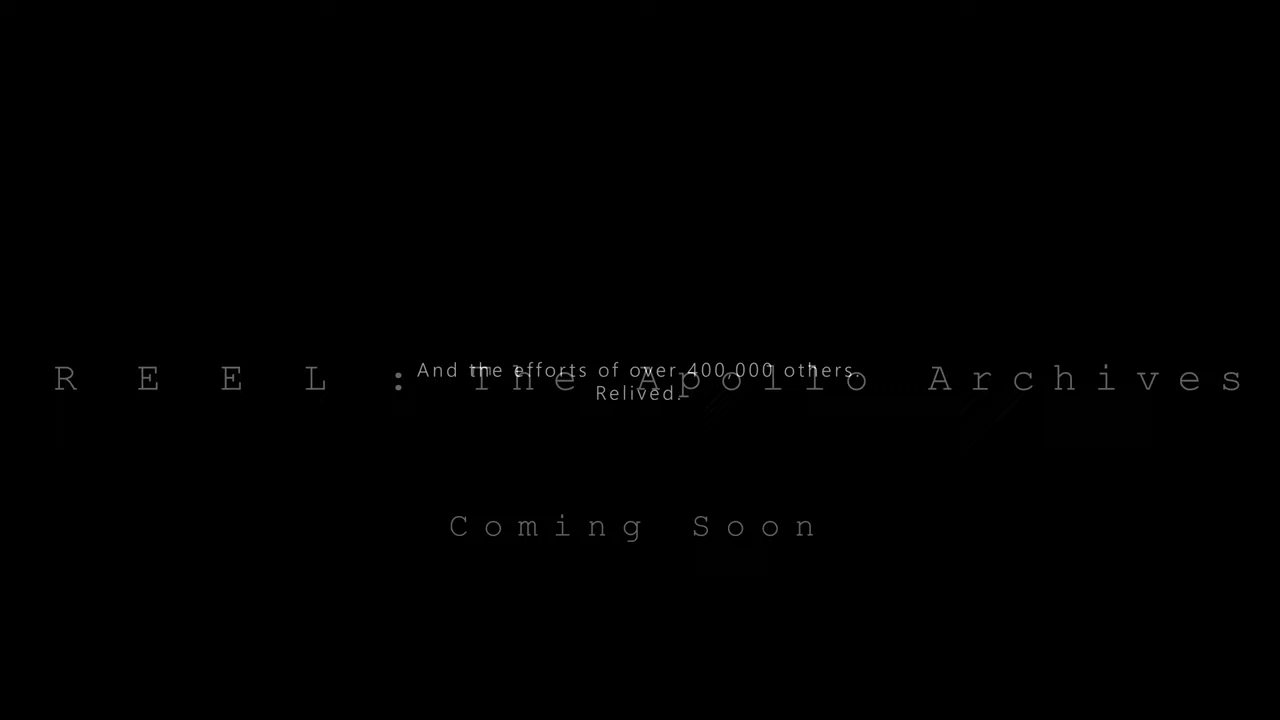 And the efforts of over 400,000 others.
Relived.
R E E L : The Apollo Archives
Coming Soon